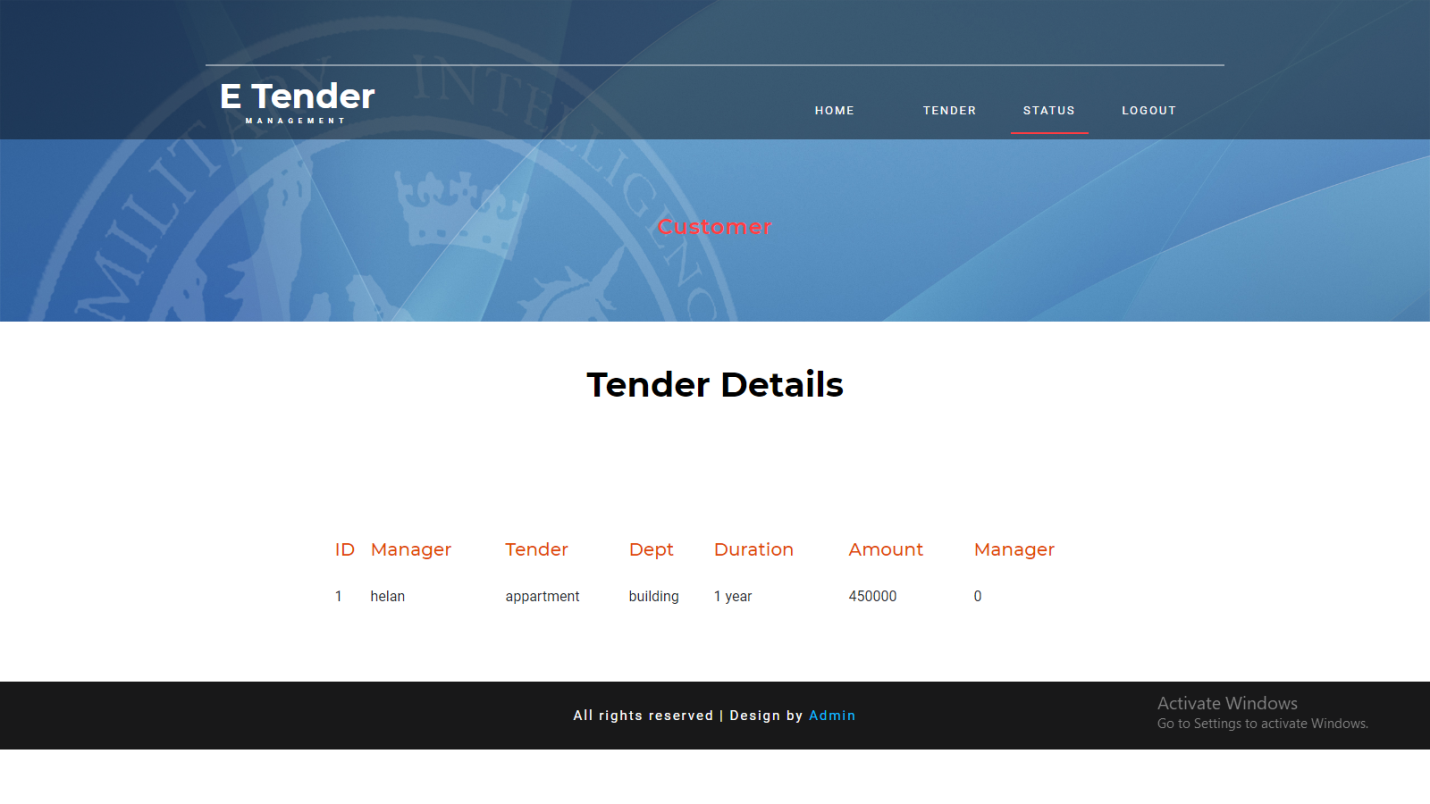 MILITARY INTELLIGENC
E Tender
MANAGEMENT
HOME TENDER STATUS LOGOUT
Customer
Tender Details
ID Manager Tender Dept Duration Amount Manager
1 helan appartment building 1 year 450000 0
All rights reserved | Design by Admin
Activate Windows
Go to Settings to activate Windows.